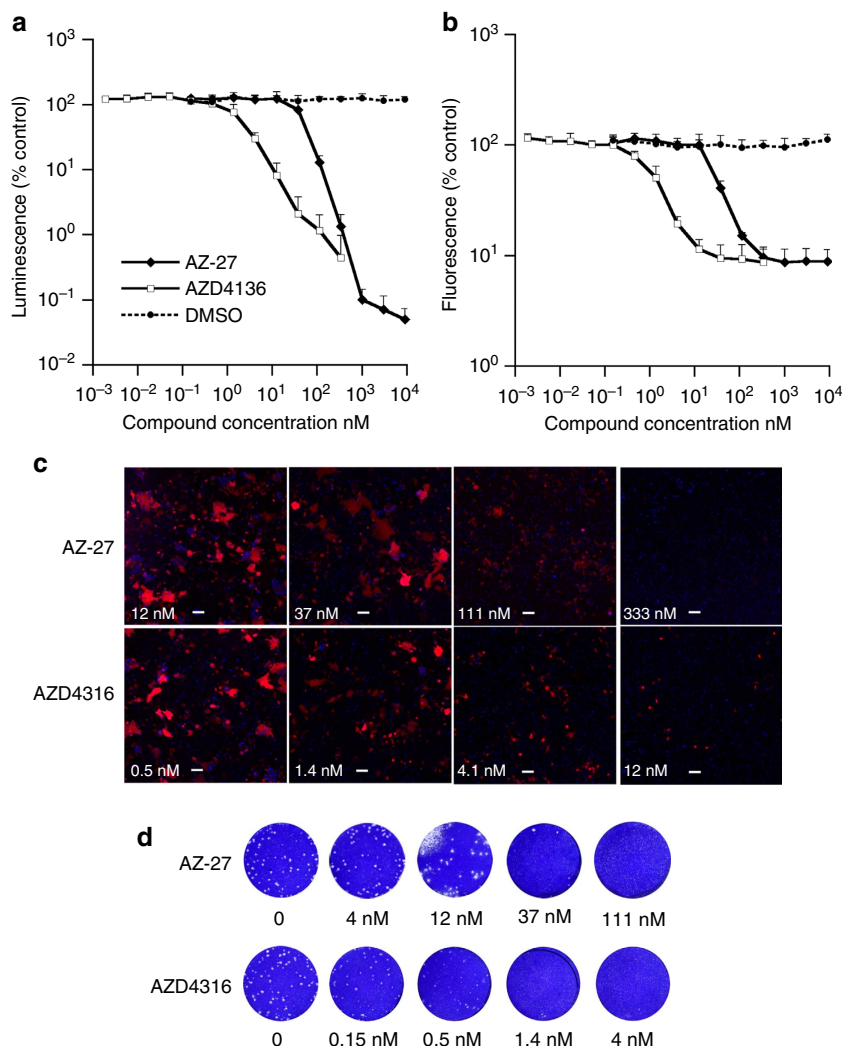 a
10³
10²
10¹
10⁰
10⁻¹
10⁻²
Luminescence (% control)
AZ-27
AZD4136
DMSO
10⁻³ 10⁻² 10⁻¹ 10⁰ 10¹ 10² 10³ 10⁴
Compound concentration nM
b
10³
10²
10¹
10⁰
Fluorescence (% control)
10⁻³ 10⁻² 10⁻¹ 10⁰ 10¹ 10² 10³ 10⁴
Compound concentration nM
c
AZ-27
12 nM 37 nM 111 nM 333 nM
AZD4316
0.5 nM 1.4 nM 4.1 nM 12 nM
d
AZ-27
0 4 nM 12 nM 37 nM 111 nM
AZD4316
0 0.15 nM 0.5 nM 1.4 nM 4 nM